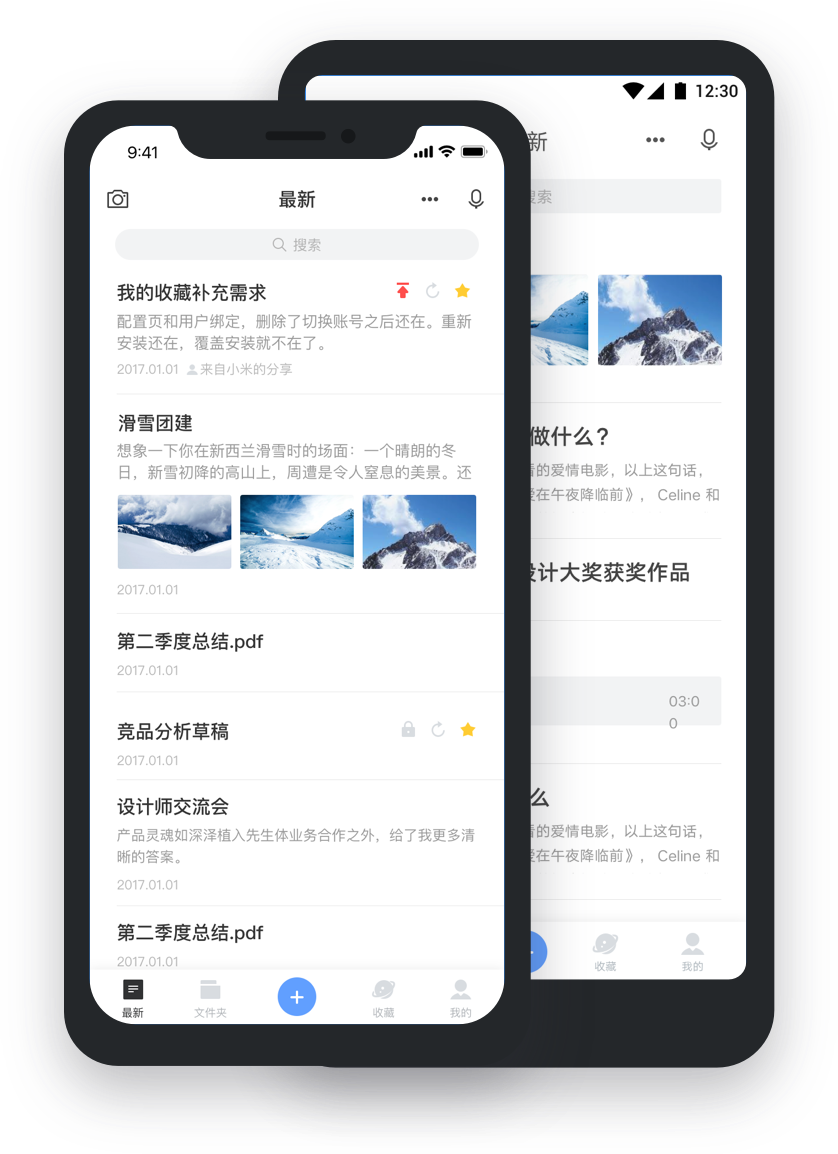 9:41
最新
搜索
我的收藏补充需求
配置页和用户绑定，删除了切换账号之后还在。重新
安装还在，覆盖安装就不在了。
2017.01.01 来自小米的分享
滑雪团建
想象一下你在新西兰滑雪时的场面：一个晴朗的冬
日，新雪初降的高山上，周遭是令人窒息的美景。还
2017.01.01
第二季度总结.pdf
2017.01.01
竞品分析草稿
2017.01.01
设计师交流会
产品灵魂如深泽植入先生体业务合作之外，给了我更多清
晰的答案。
2017.01.01
第二季度总结.pdf
2017.01.01
最新
文件夹
收藏
我的
12:30
新
搜索
做什么？
看的爱情电影，以上这句话，
爱在午夜降临前》， Celine 和
设计大奖获奖作品
03:0
0
么
看的爱情电影，以上这句话，
爱在午夜降临前》， Celine 和
收藏
我的